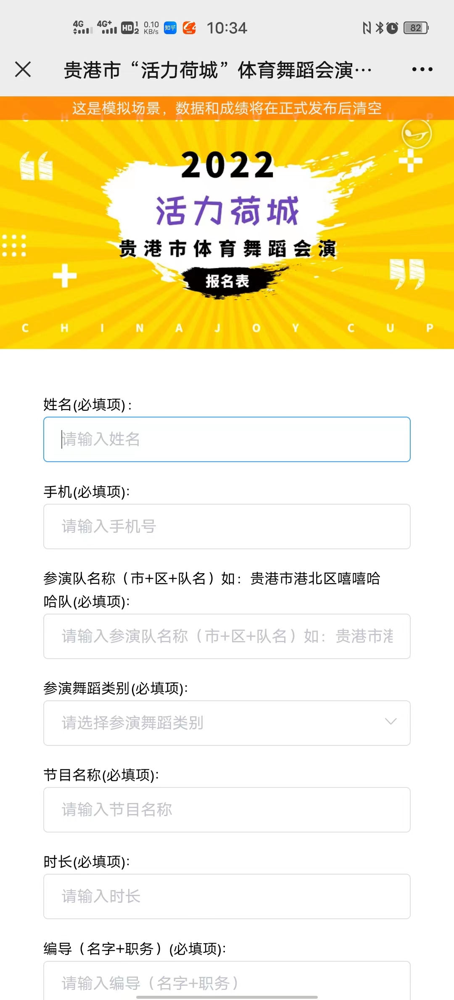 4G 4G+ HD 1 2 0.10 KB/s 知乎 1688 10:34 82
贵港市“活力荷城”体育舞蹈会演…
这是模拟场景，数据和成绩将在正式发布后清空
C H I N A J O Y C U P
2022
活力荷城
贵港市体育舞蹈会演
报名表
C H I N A J O Y C U P
姓名(必填项)：
请输入姓名
手机(必填项)：
请输入手机号
参演队名称（市+区+队名）如：贵港市港北区嘻嘻哈
哈队(必填项)：
请输入参演队名称（市+区+队名）如：贵港市港
参演舞蹈类别(必填项)：
请选择参演舞蹈类别
节目名称(必填项)：
请输入节目名称
时长(必填项)：
请输入时长
编导（名字+职务）(必填项)：
请输入编导（名字+职务）